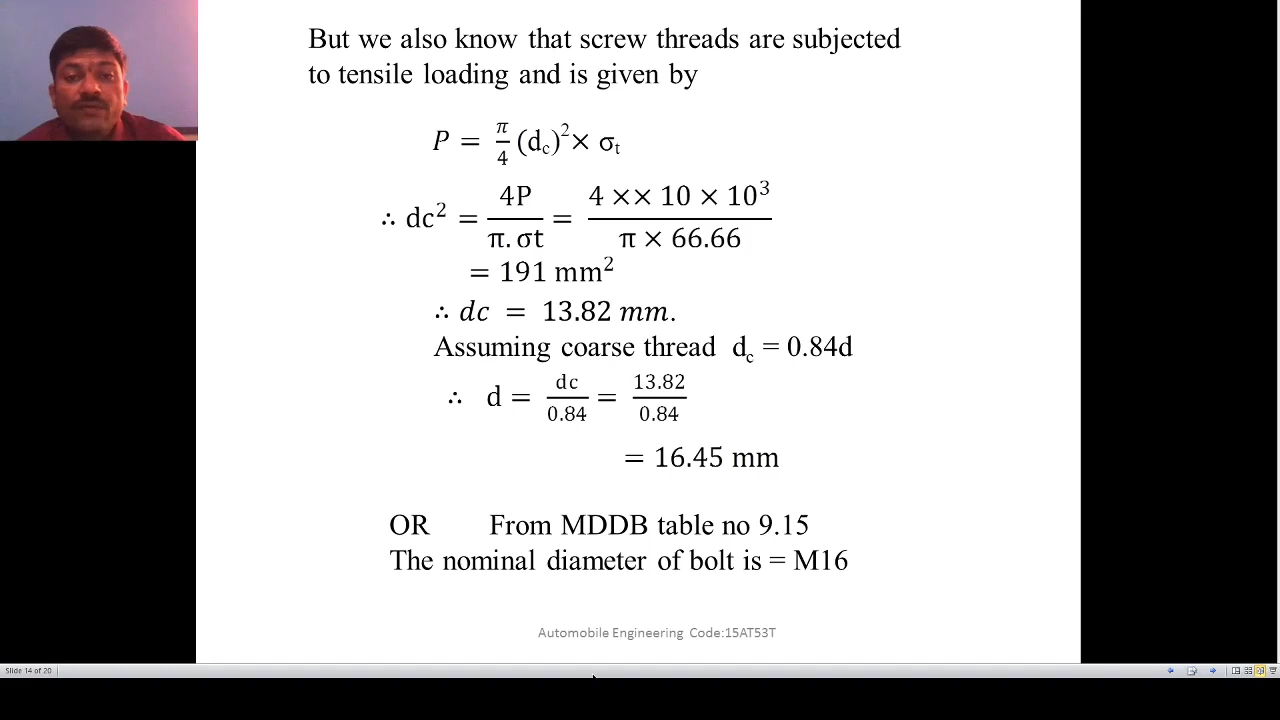 But we also know that screw threads are subjected
to tensile loading and is given by
P = π/4 (dc)²× σt
∴ dc² = 4P/π. σt = 4 ×× 10 × 10³/π × 66.66
= 191 mm²
∴ dc = 13.82 mm.
Assuming coarse thread dc = 0.84d
∴ d = dc/0.84 = 13.82/0.84
= 16.45 mm
OR From MDDB table no 9.15
The nominal diameter of bolt is = M16
Automobile Engineering Code:15AT53T
Slide 14 of 20